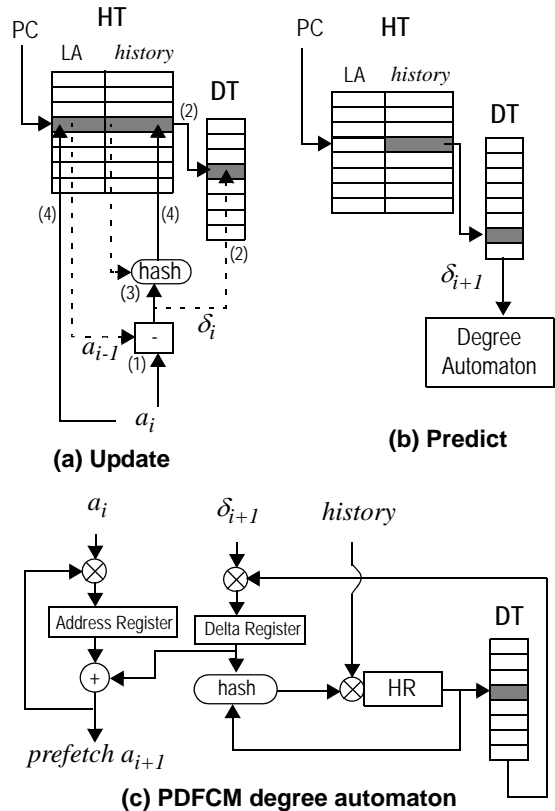 HT
PC
LA history
DT
(2)
(4) (4)
(2)
hash
(3)
δi
ai-1
-
(1)
ai
(a) Update
HT
PC
LA history
DT
δi+1
Degree
Automaton
(b) Predict
ai δi+1 history
DT
Address Register
Delta Register
+
hash
HR
prefetch ai+1
(c) PDFCM degree automaton